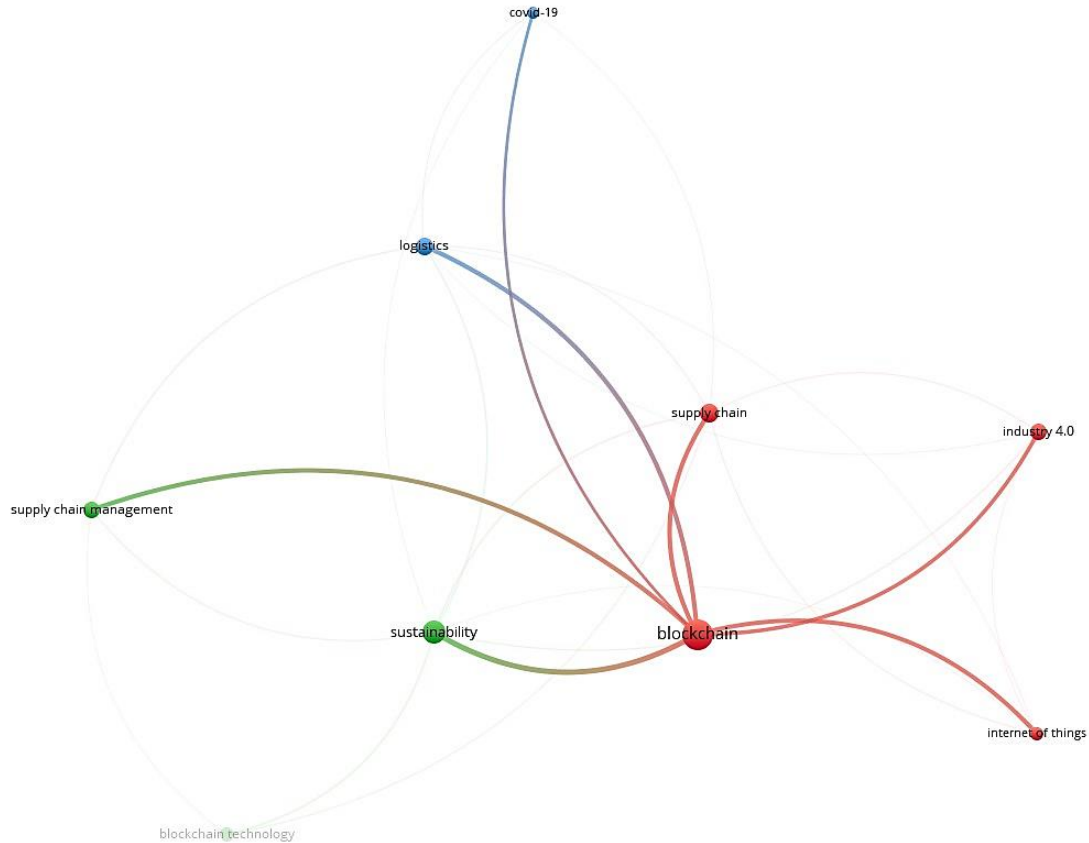 covid-19
logistics
supply chain
industry 4.0
supply chain management
sustainability
blockchain
internet of things
blockchain technology